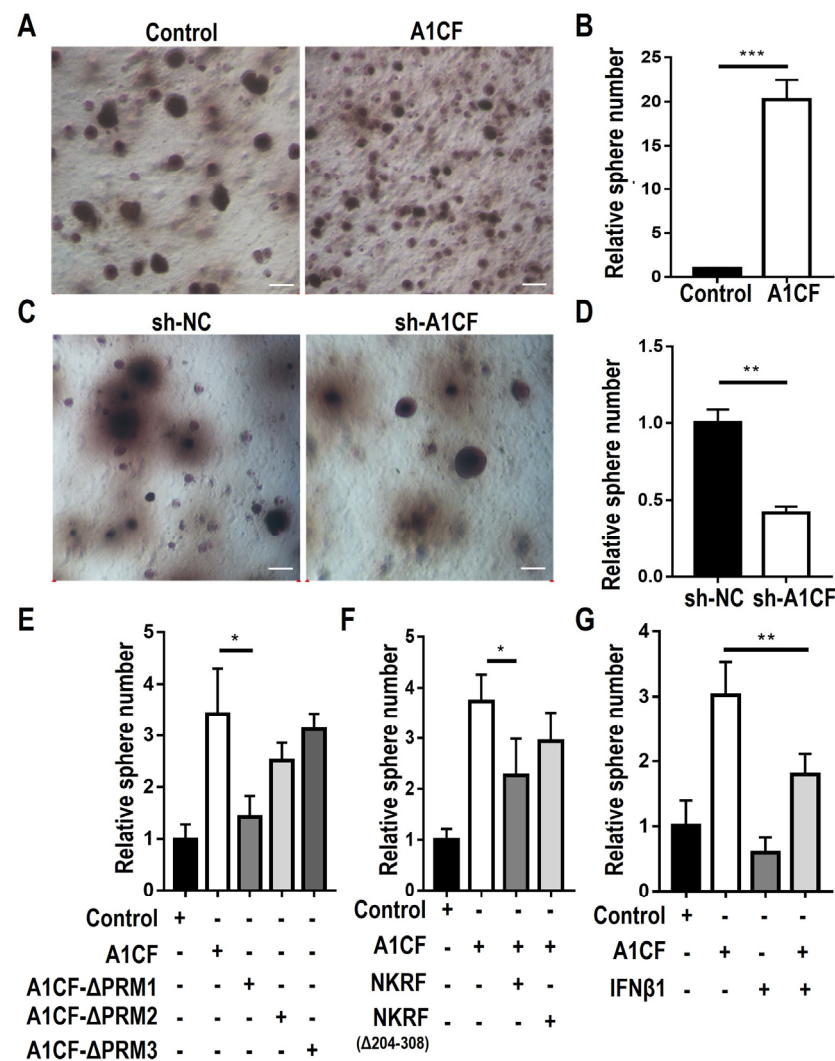 A
Control
A1CF
B
Relative sphere number
25
20
15
10
5
0
***
Control A1CF
C
sh-NC
sh-A1CF
D
Relative sphere number
1.5
1.0
0.5
0.0
**
sh-NC sh-A1CF
E
Relative sphere number
5
4
3
2
1
0
*
Control + - - - -
A1CF - + - - -
A1CF-ΔPRM1 - - + - -
A1CF-ΔPRM2 - - - + -
A1CF-ΔPRM3 - - - - +
F
Relative sphere number
5
4
3
2
1
0
*
Control + - - -
A1CF - + + +
NKRF - - + -
NKRF - - - +
(Δ204-308)
G
Relative sphere number
4
3
2
1
0
**
Control + - - -
A1CF - + - +
IFNβ1 - - + +